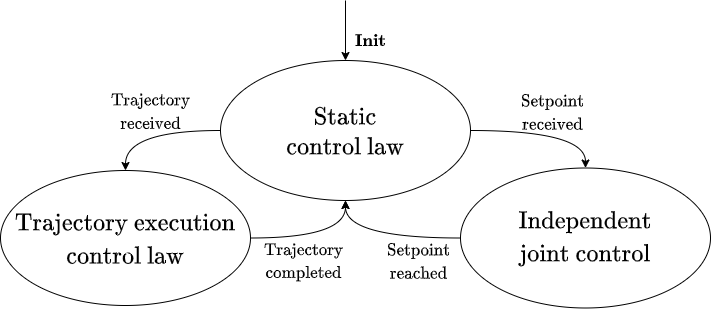 Init
Trajectory
received
Static
control law
Setpoint
received
Trajectory execution
control law
Independent
joint control
Trajectory
completed
Setpoint
reached